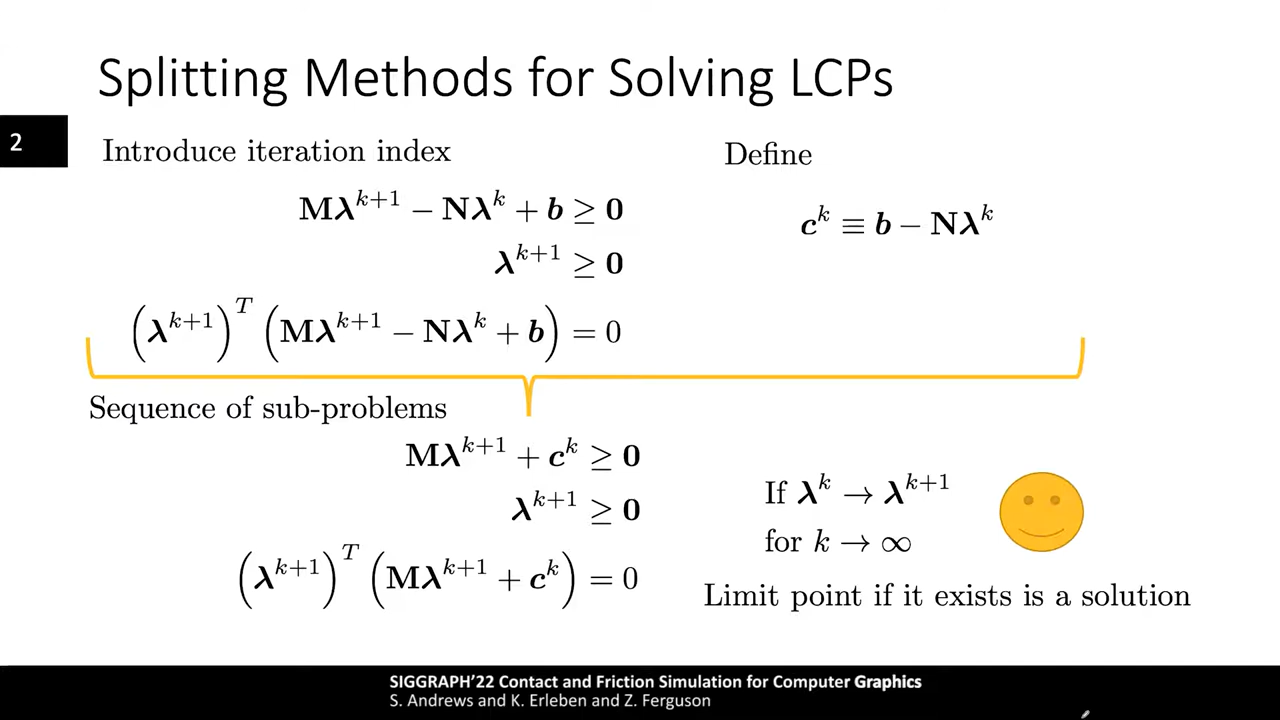 Splitting Methods for Solving LCPs
2
Introduce iteration index
Mλ^{k+1} − Nλ^k + b ≥ 0
λ^{k+1} ≥ 0
(λ^{k+1})^T (Mλ^{k+1} − Nλ^k + b) = 0
Define
c^k ≡ b − Nλ^k
Sequence of sub-problems
Mλ^{k+1} + c^k ≥ 0
λ^{k+1} ≥ 0
(λ^{k+1})^T (Mλ^{k+1} + c^k) = 0
If λ^k → λ^{k+1}
for k → ∞
Limit point if it exists is a solution
SIGGRAPH'22 Contact and Friction Simulation for Computer Graphics
S. Andrews and K. Erleben and Z. Ferguson